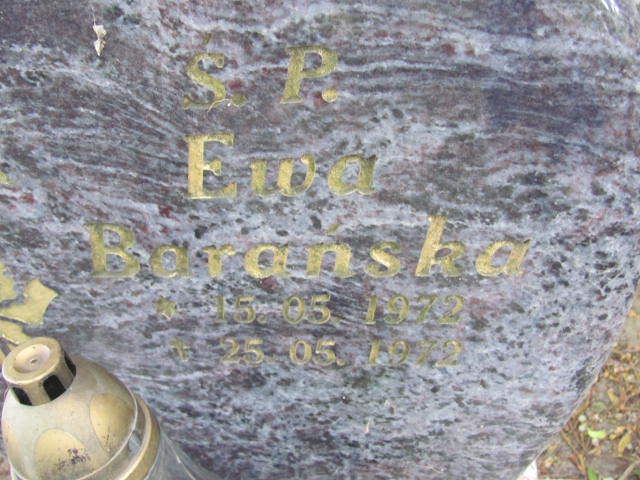 Ś. P.
Ewa
Barańska
* 15. 05. 1972
† 25. 05. 1972